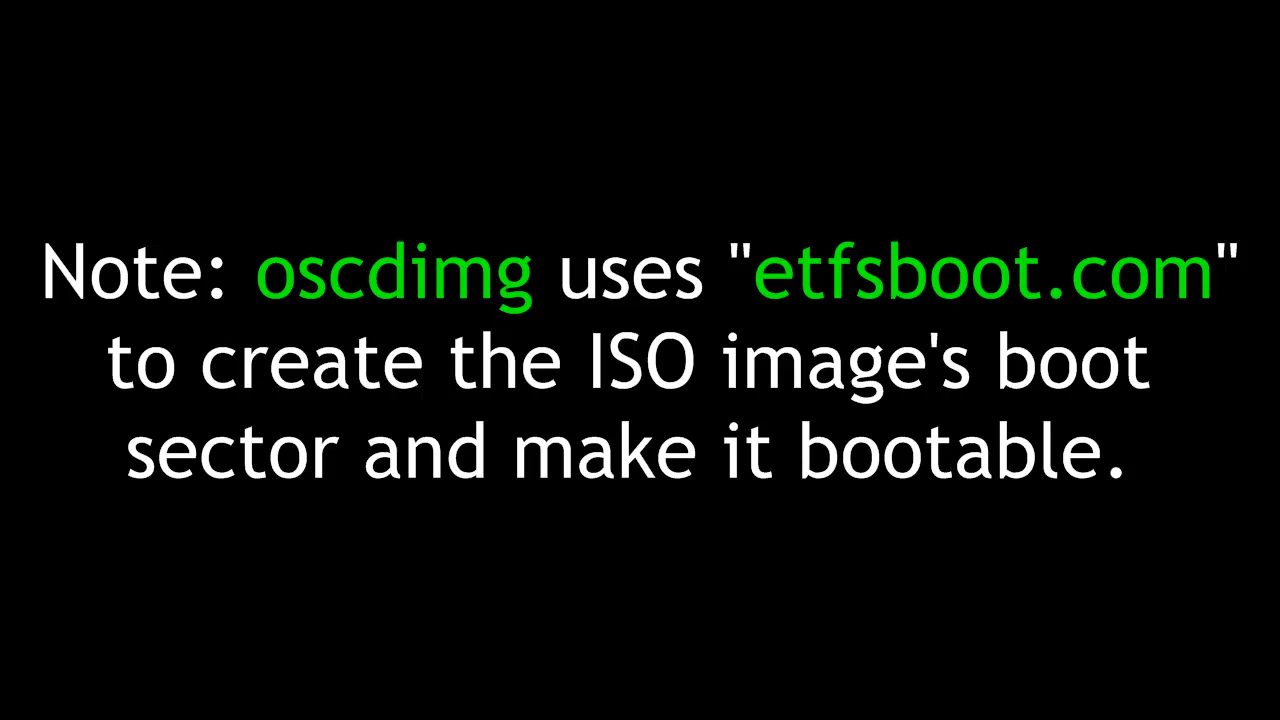 Note: oscdimg uses "etfsboot.com"
to create the ISO image's boot
sector and make it bootable.